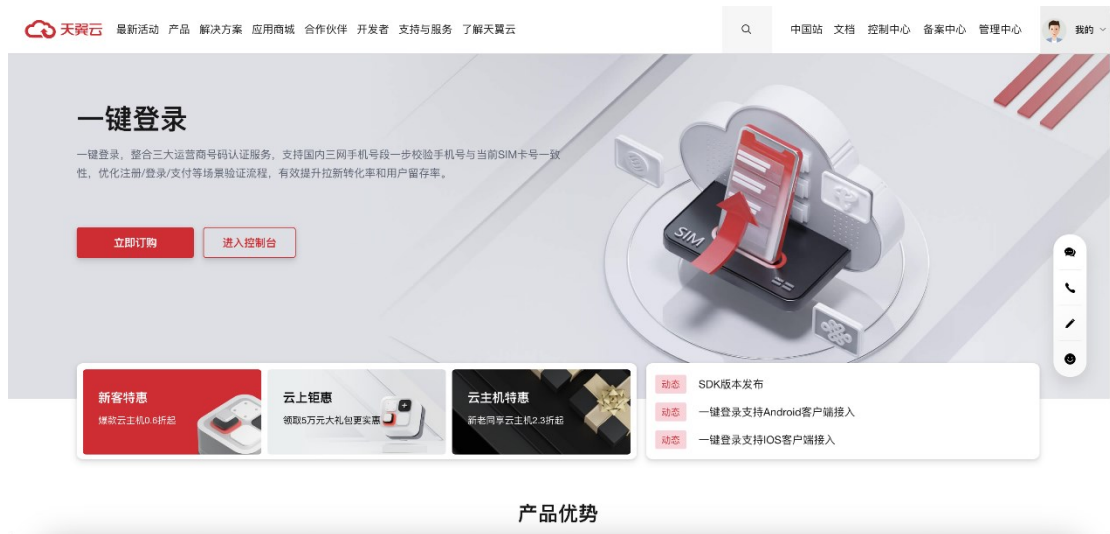 天翼云 最新活动 产品 解决方案 应用商城 合作伙伴 开发者 支持与服务 了解天翼云 中国站 文档 控制中心 备案中心 管理中心 我的
一键登录
一键登录，整合三大运营商号码认证服务，支持国内三网手机号段一步校验手机号与当前SIM卡号一致
性，优化注册/登录/支付等场景验证流程，有效提升拉新转化率和用户留存率。
立即订购 进入控制台
SIM
新客特惠
爆款云主机0.6折起
云上钜惠
领取5万元大礼包更实惠
云主机特惠
新老同享云主机2.3折起
动态 SDK版本发布
动态 一键登录支持Android客户端接入
动态 一键登录支持IOS客户端接入
产品优势